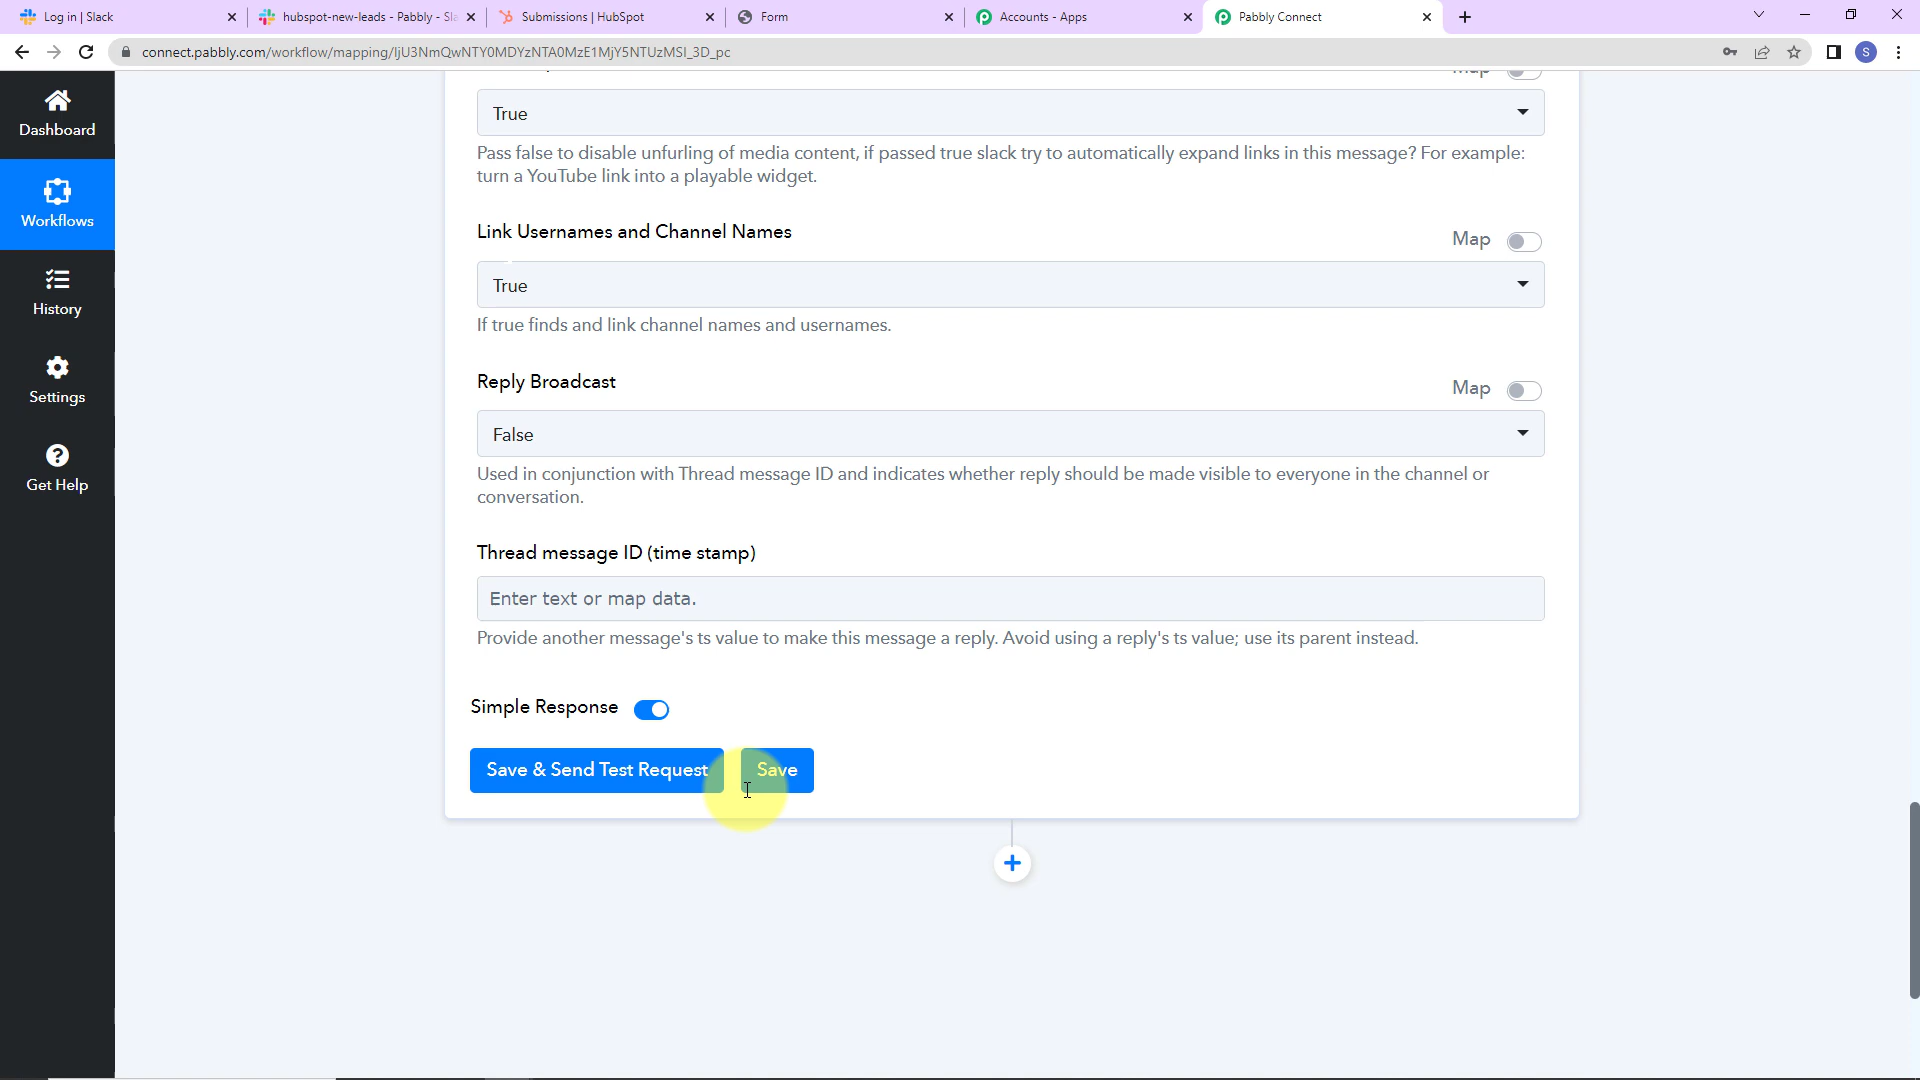 Log in | Slack
hubspot-new-leads - Pabbly - Sla
Submissions | HubSpot
Form
Accounts - Apps
Pabbly Connect
connect.pabbly.com/workflow/mapping/IjU3NmQwNTY0MDYzNTA0MzE1MjY5NTUzMSI_3D_pc
S
Dashboard
Workflows
History
Settings
Get Help
Map
True
Pass false to disable unfurling of media content, if passed true slack try to automatically expand links in this message? For example:
turn a YouTube link into a playable widget.
Link Usernames and Channel Names
Map
True
If true finds and link channel names and usernames.
Reply Broadcast
Map
False
Used in conjunction with Thread message ID and indicates whether reply should be made visible to everyone in the channel or
conversation.
Thread message ID (time stamp)
Enter text or map data.
Provide another message's ts value to make this message a reply. Avoid using a reply's ts value; use its parent instead.
Simple Response
Save & Send Test Request
Save